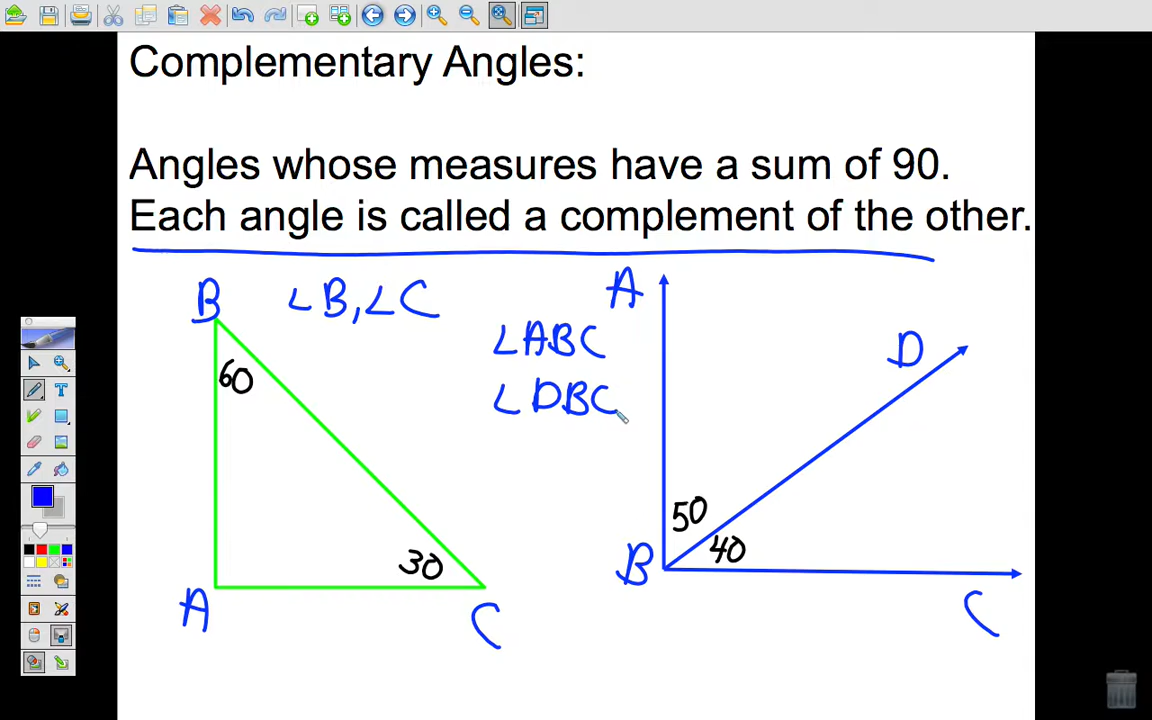 Complementary Angles:
Angles whose measures have a sum of 90.
Each angle is called a complement of the other.
B
∠B, ∠C
60
30
A
C
∠ABC
∠DBC
A
D
50
40
B
C